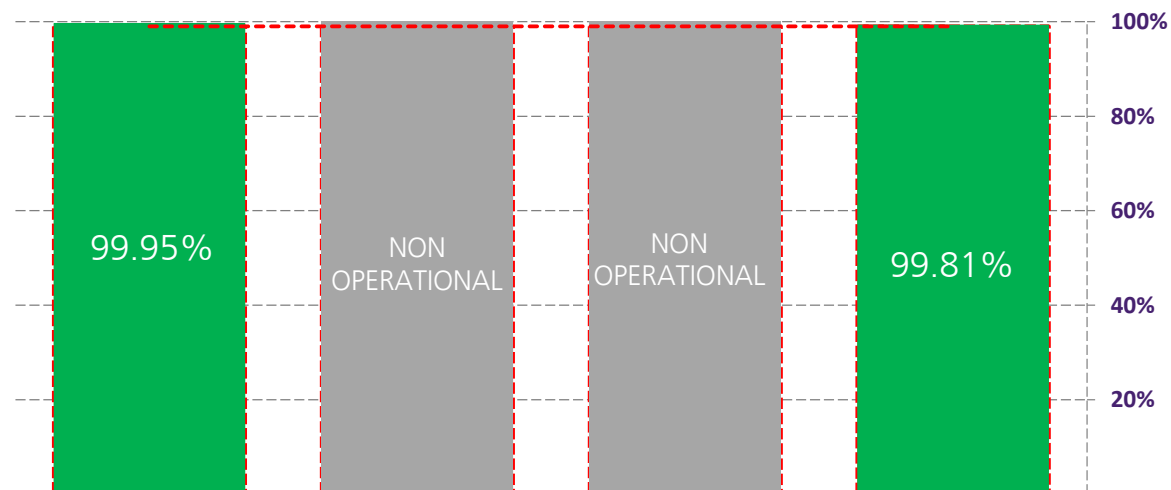 100%
80%
60%
40%
20%
99.95%
NON
OPERATIONAL
NON
OPERATIONAL
99.81%